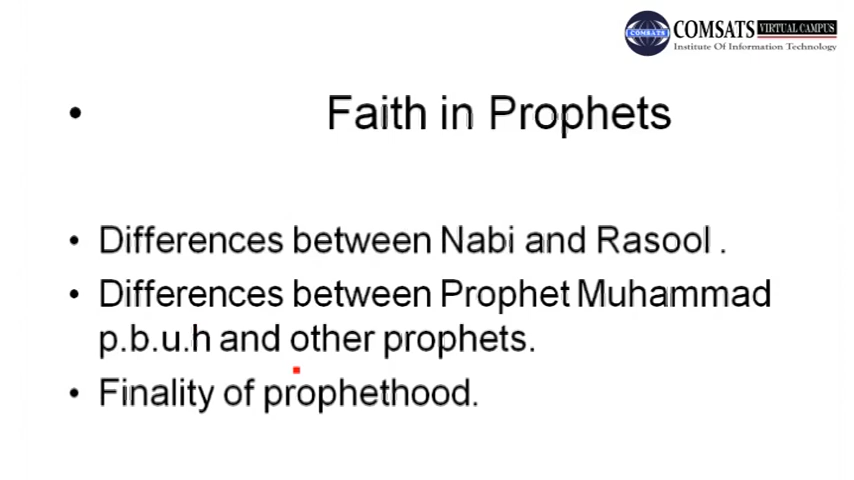 COMSATS VIRTUAL CAMPUS
COMSATS
Institute Of Information Technology
• Faith in Prophets
• Differences between Nabi and Rasool .
• Differences between Prophet Muhammad
p.b.u.h and other prophets.
• Finality of prophethood.